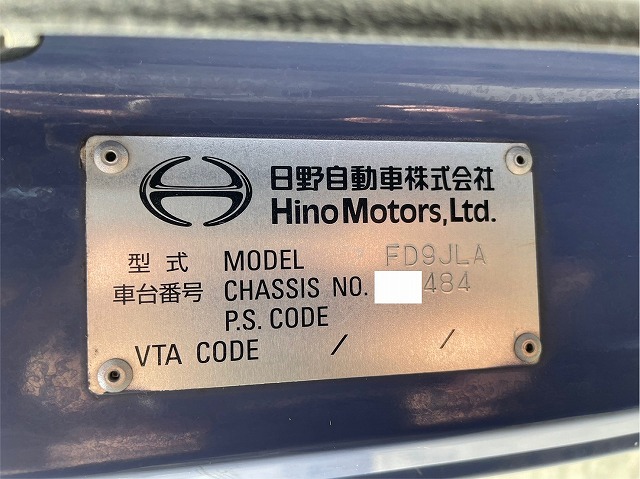 日野自動車株式会社
Hino Motors, Ltd.
型式 MODEL FD9JLA
車台番号 CHASSIS NO. 484
P.S. CODE
VTA CODE / /